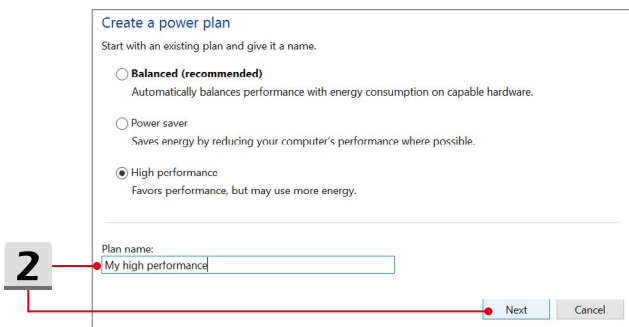 Create a power plan
Start with an existing plan and give it a name.
Balanced (recommended)
Automatically balances performance with energy consumption on capable hardware.
Power saver
Saves energy by reducing your computer's performance where possible.
High performance
Favors performance, but may use more energy.
Plan name:
My high performance
2
Next Cancel